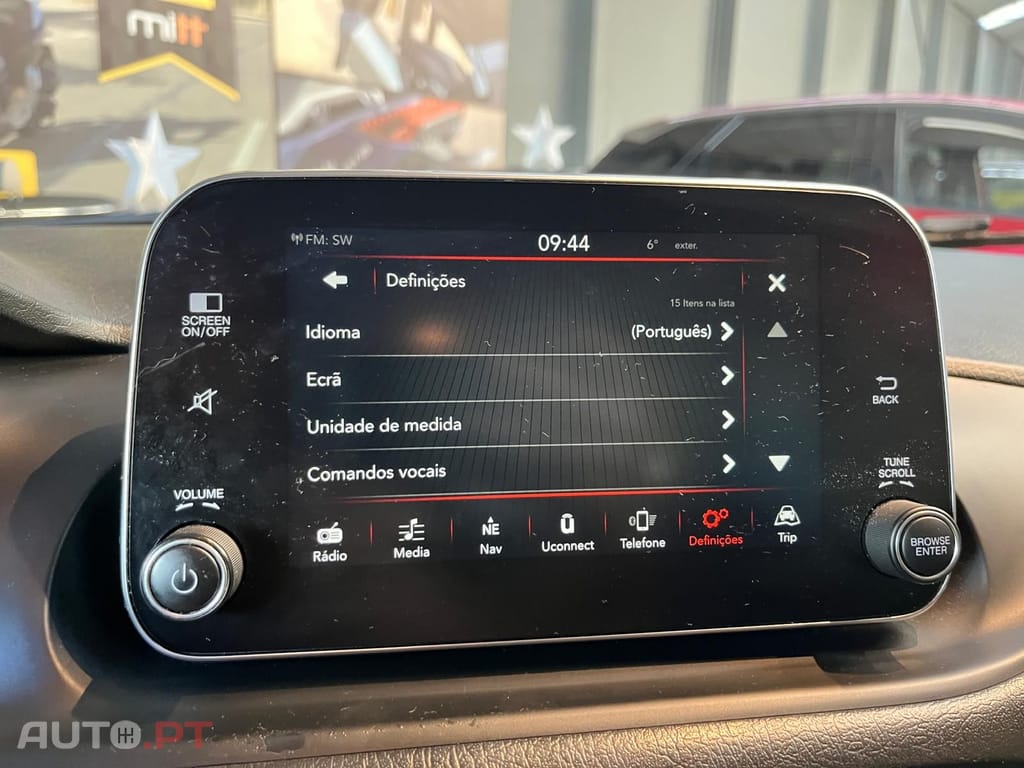 mitt
FM: SW
09:44
6° exter.
Definições
15 Itens na lista
Idioma
(Português)
Ecrã
Unidade de medida
Comandos vocais
Rádio
Media
NE
Nav
Uconnect
Telefone
Definições
Trip
SCREEN
ON/OFF
VOLUME
BACK
TUNE
SCROLL
BROWSE
ENTER
AUTO.PT